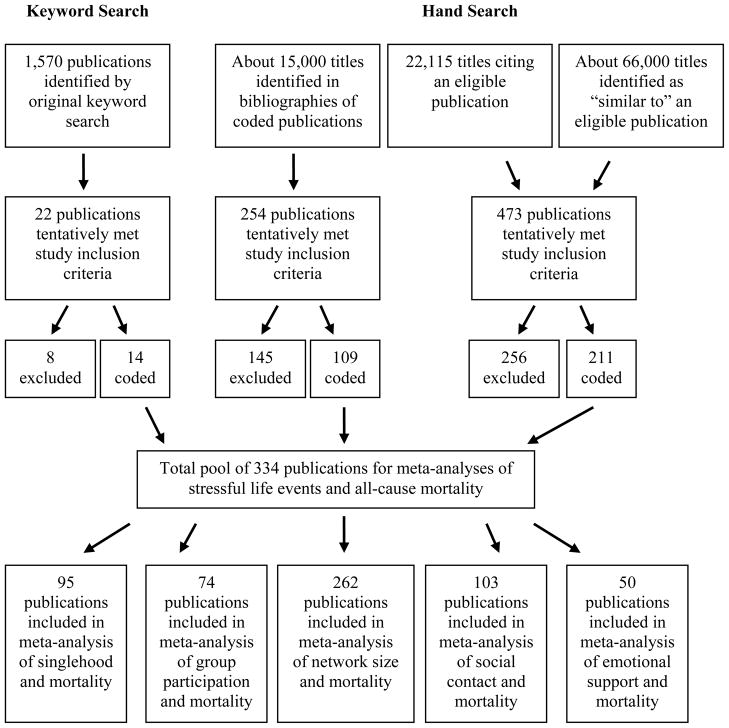 Keyword Search
Hand Search
1,570 publications
identified by
original keyword
search
About 15,000 titles
identified in
bibliographies of
coded publications
22,115 titles citing
an eligible
publication
About 66,000 titles
identified as
“similar to” an
eligible publication
22 publications
tentatively met
study inclusion
criteria
254 publications
tentatively met
study inclusion
criteria
473 publications
tentatively met
study inclusion
criteria
8
excluded
14
coded
145
excluded
109
coded
256
excluded
211
coded
Total pool of 334 publications for meta-analyses of
stressful life events and all-cause mortality
95
publications
included in
meta-analysis
of singlehood
and mortality
74
publications
included in
meta-analysis
of group
participation
and mortality
262
publications
included in
meta-analysis
of network size
and mortality
103
publications
included in
meta-analysis
of social
contact and
mortality
50
publications
included in
meta-analysis
of emotional
support and
mortality